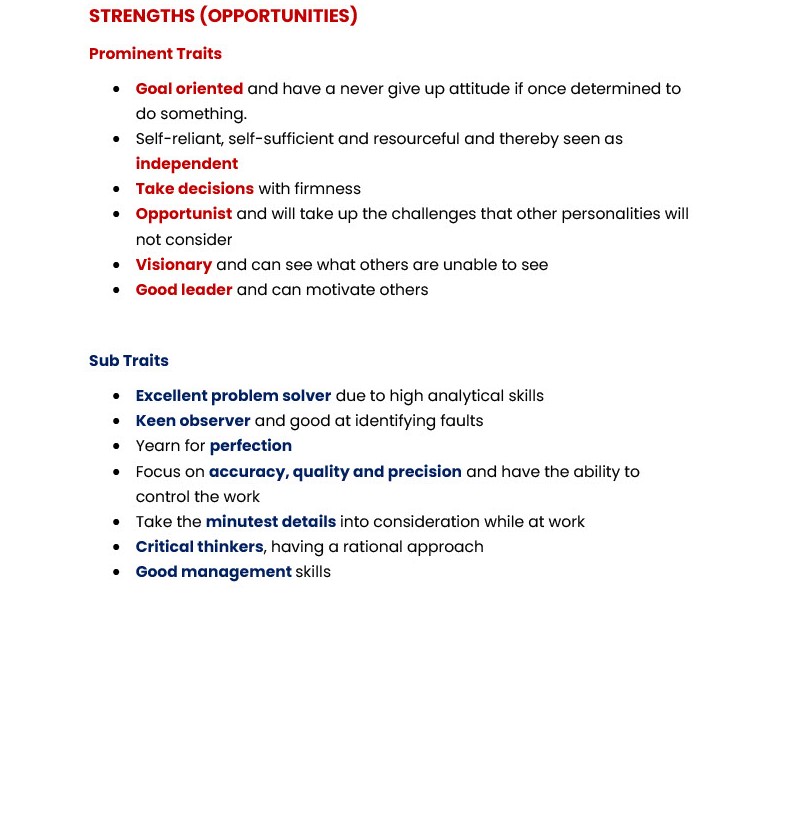 STRENGTHS (OPPORTUNITIES)
Prominent Traits
• Goal oriented and have a never give up attitude if once determined to
do something.
• Self-reliant, self-sufficient and resourceful and thereby seen as
independent
• Take decisions with firmness
• Opportunist and will take up the challenges that other personalities will
not consider
• Visionary and can see what others are unable to see
• Good leader and can motivate others
Sub Traits
• Excellent problem solver due to high analytical skills
• Keen observer and good at identifying faults
• Yearn for perfection
• Focus on accuracy, quality and precision and have the ability to
control the work
• Take the minutest details into consideration while at work
• Critical thinkers, having a rational approach
• Good management skills